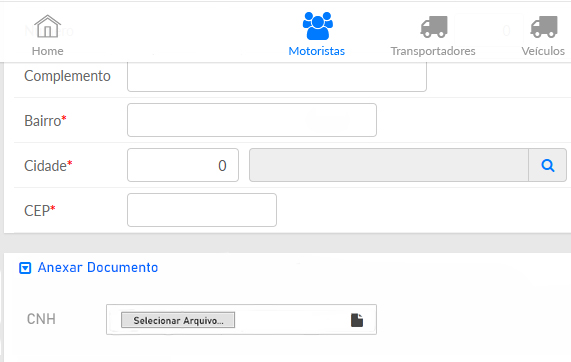 Home
Motoristas
Transportadores
Veículos
Complemento
Bairro*
Cidade* 0
CEP*
Anexar Documento
CNH Selecionar Arquivo...